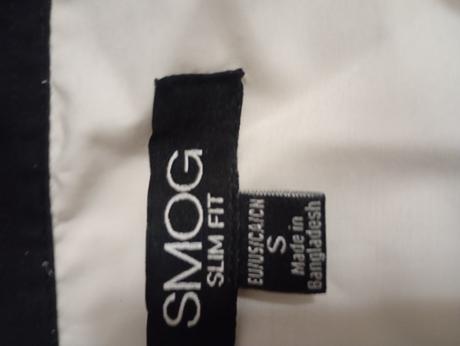 SMOG
SLIM FIT
EU/US/CA/CN
S
Made in
Bangladesh